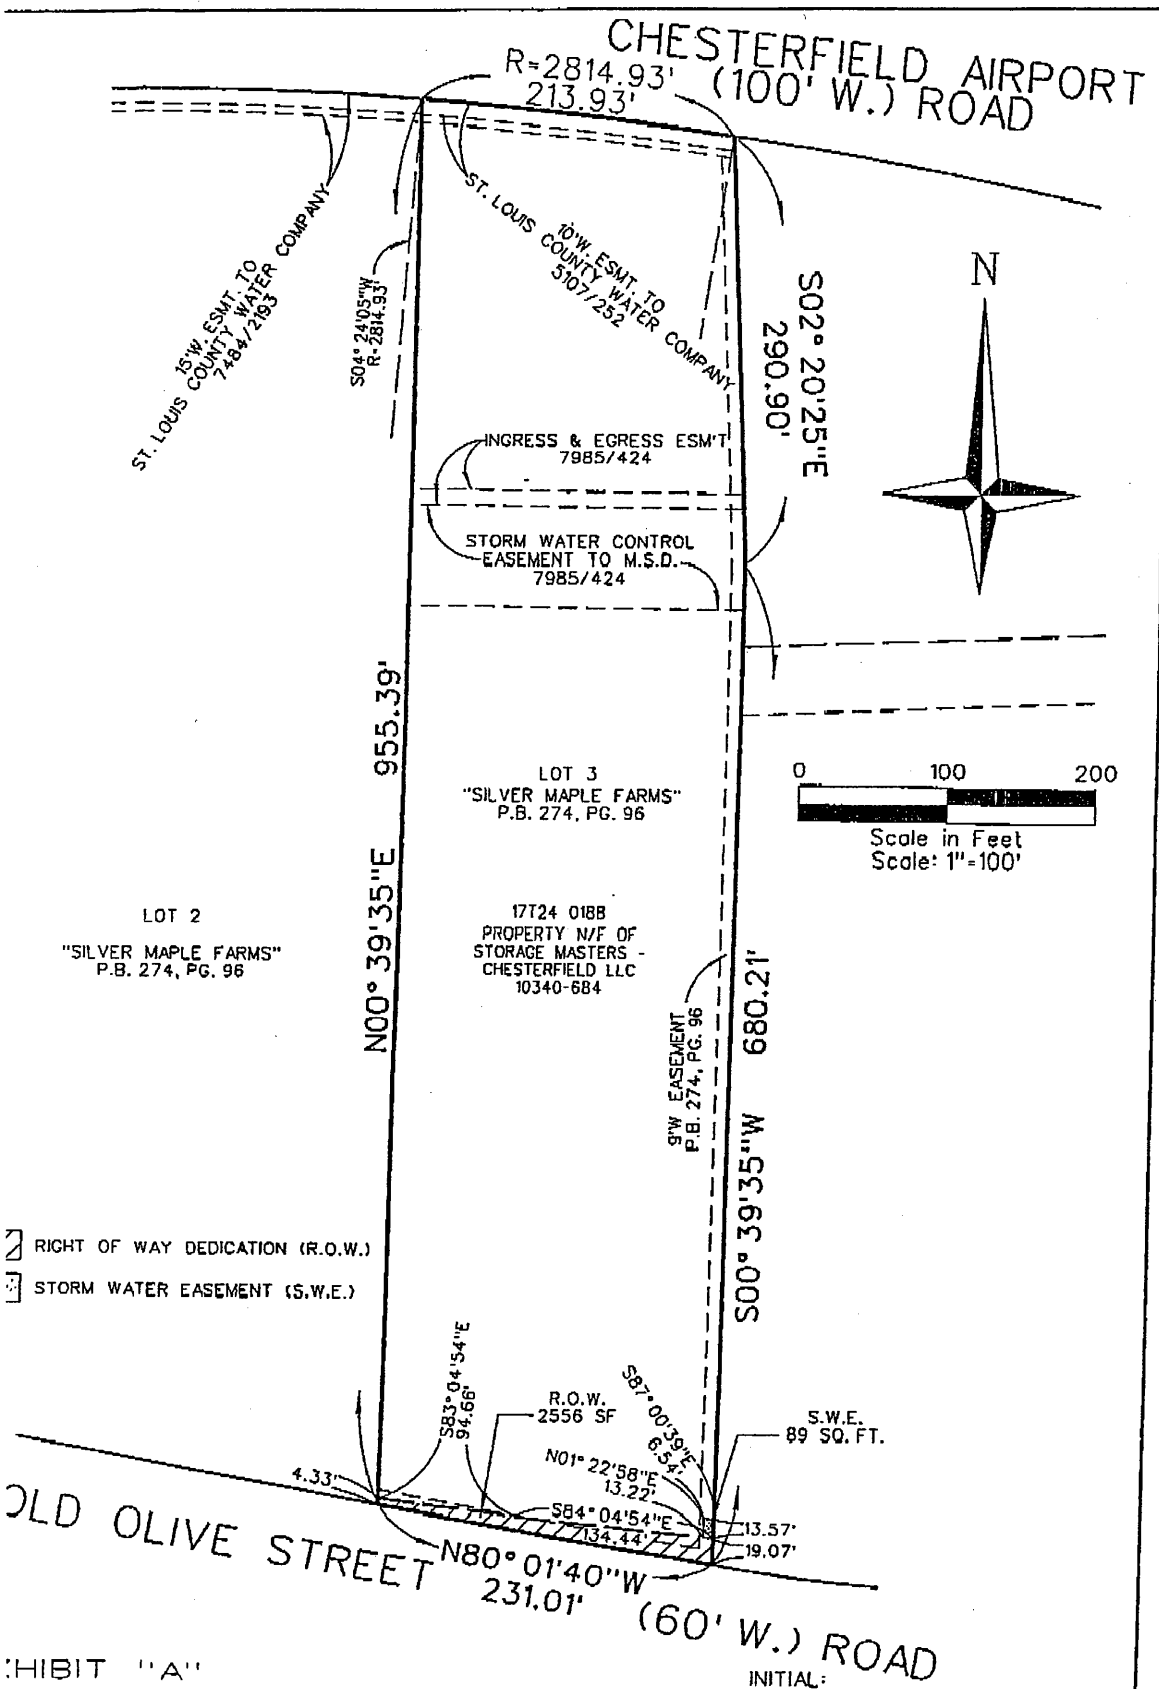 CHESTERFIELD AIRPORT
(100' W.) ROAD
R=2814.93'
213.93'
15'W. ESMT. TO
ST. LOUIS COUNTY WATER COMPANY
7484/2193
S04° 24'05"W
R=2814.93'
10'W. ESMT. TO
ST. LOUIS COUNTY WATER COMPANY
5107/252
S02° 20'25"E
290.90'
N
INGRESS & EGRESS ESM'T
7985/424
STORM WATER CONTROL
EASEMENT TO M.S.D.
7985/424
N00° 39'35"E 955.39'
LOT 3
"SILVER MAPLE FARMS"
P.B. 274, PG. 96
0 100 200
Scale in Feet
Scale: 1"=100'
LOT 2
"SILVER MAPLE FARMS"
P.B. 274, PG. 96
17T24 018B
PROPERTY N/F OF
STORAGE MASTERS -
CHESTERFIELD LLC
10340-684
9'W EASEMENT
P.B. 274, PG. 96
S00° 39'35"W 680.21'
RIGHT OF WAY DEDICATION (R.O.W.)
STORM WATER EASEMENT (S.W.E.)
S83° 04'54"E
94.66'
R.O.W.
2556 SF
S87° 00'39"E
6.54'
S.W.E.
89 SQ. FT.
N01° 22'58"E
13.22'
4.33'
S84° 04'54"E
134.44'
13.57'
19.07'
N80° 01'40"W
231.01'
OLD OLIVE STREET (60' W.) ROAD
XHIBIT "A"
INITIAL: